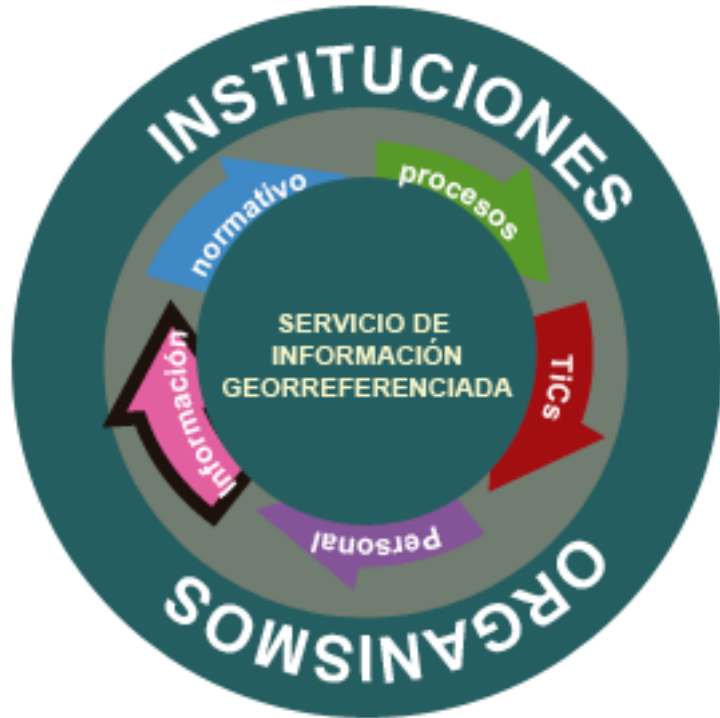 INSTITUCIONES
normativo
procesos
SERVICIO DE
INFORMACIÓN
GEORREFERENCIADA
Información
TiCs
Personal
ORGANISMOS